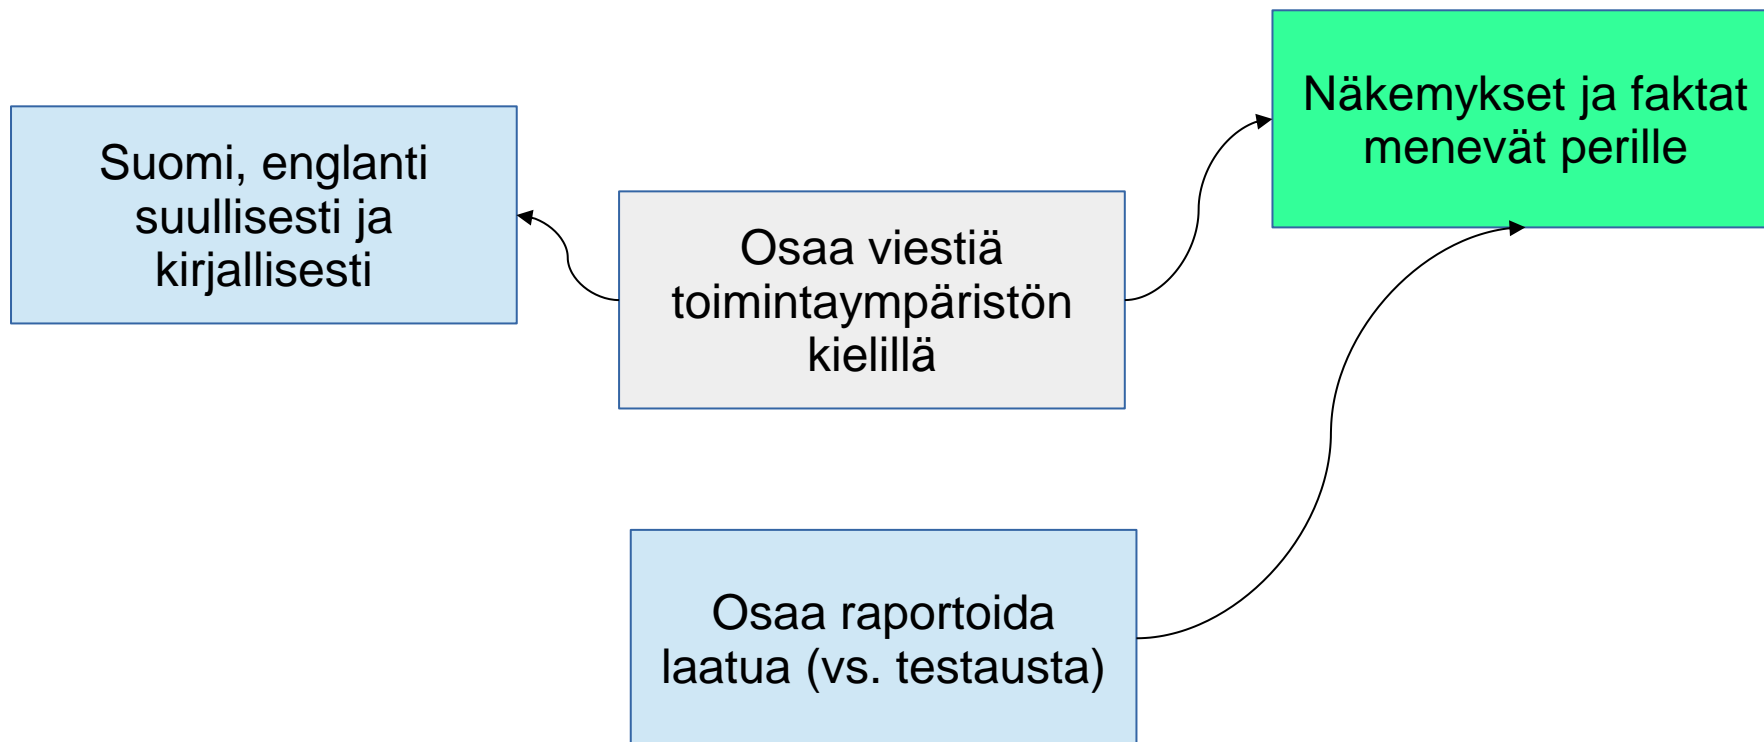 Suomi, englanti
suullisesti ja
kirjallisesti
Osaa viestiä
toimintaympäristön
kielillä
Näkemykset ja faktat
menevät perille
Osaa raportoida
laatua (vs. testausta)